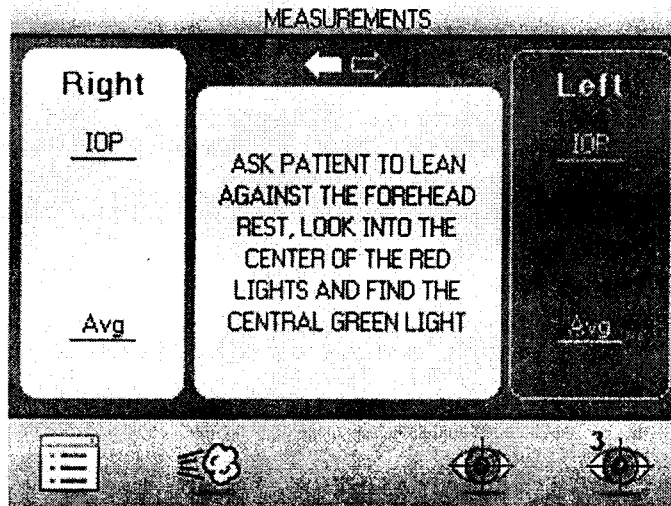 MEASUREMENTS
Right
IOP
Avg
ASK PATIENT TO LEAN
AGAINST THE FOREHEAD
REST, LOOK INTO THE
CENTER OF THE RED
LIGHTS AND FIND THE
CENTRAL GREEN LIGHT
Left
IOP
Avg
3